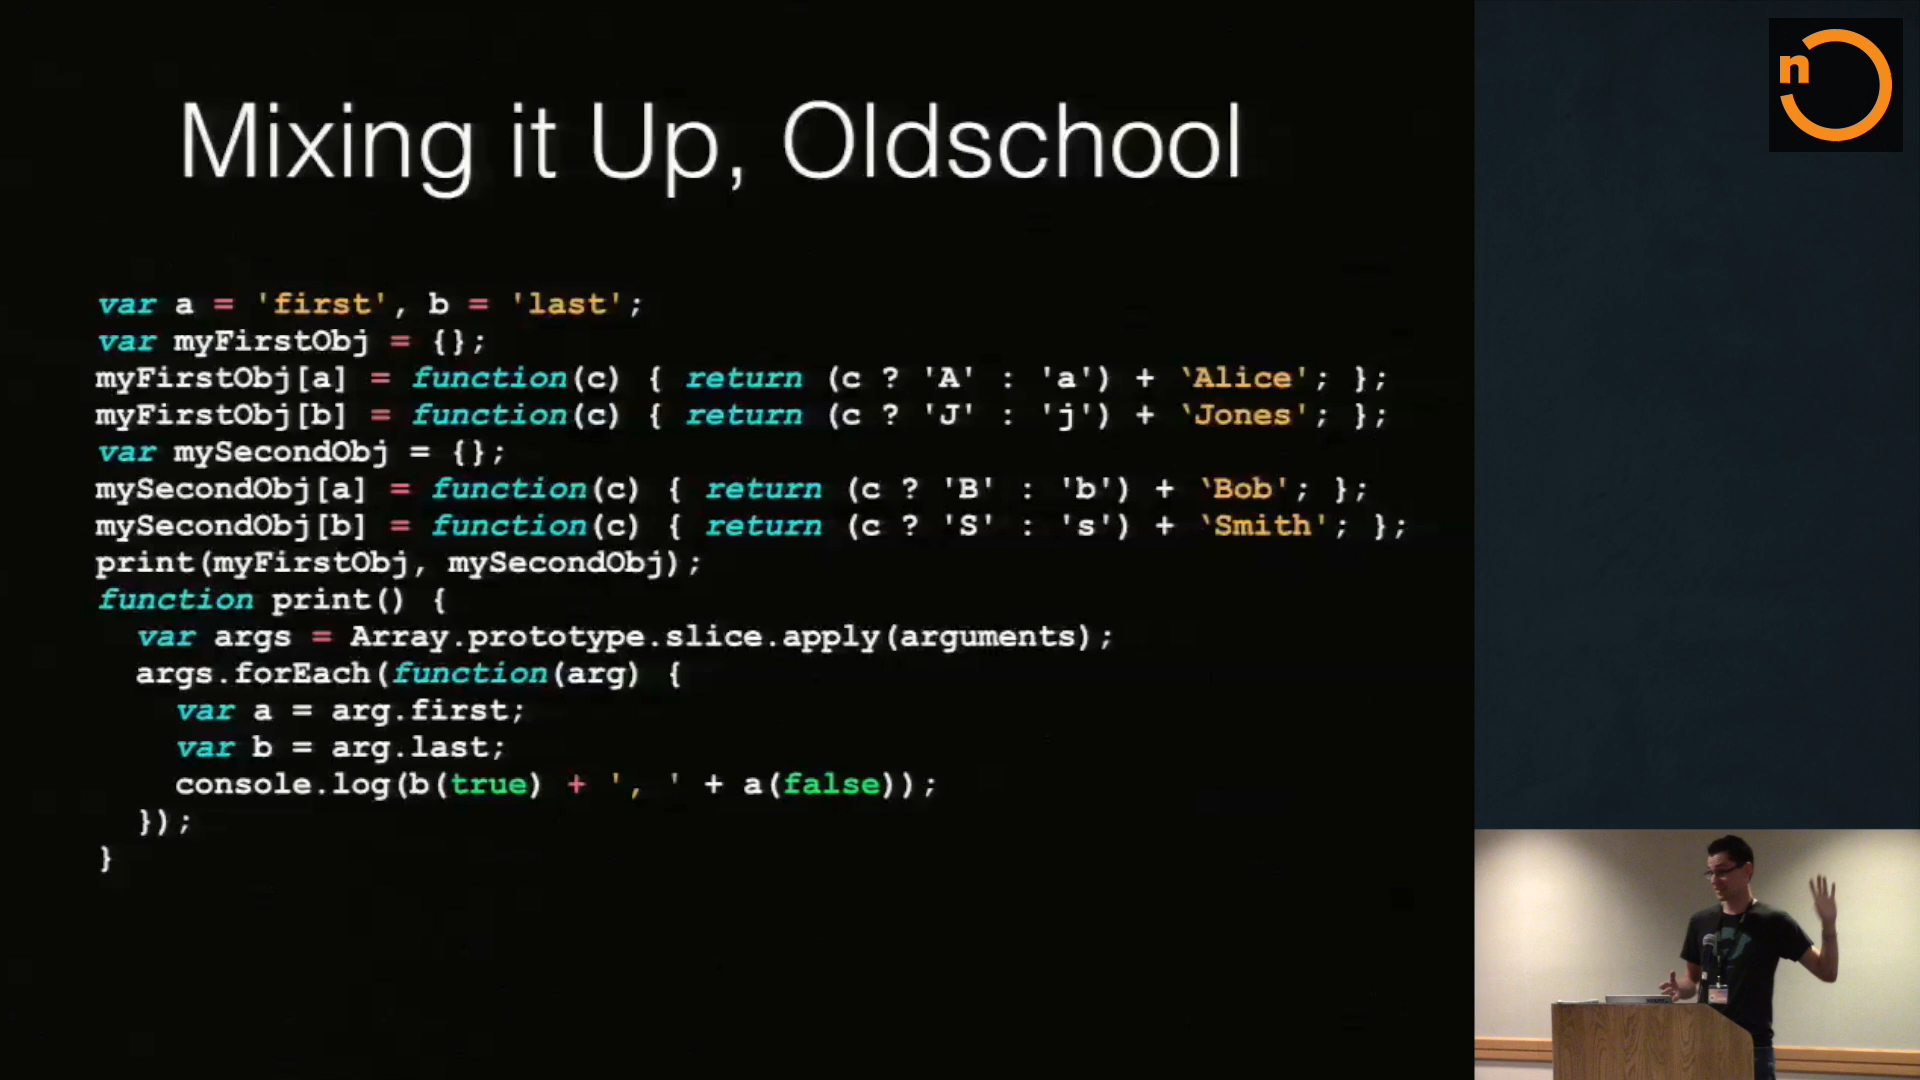 n
Mixing it Up, Oldschool
var a = 'first', b = 'last';
var myFirstObj = {};
myFirstObj[a] = function(c) { return (c ? 'A' : 'a') + ‘Alice'; };
myFirstObj[b] = function(c) { return (c ? 'J' : 'j') + ‘Jones'; };
var mySecondObj = {};
mySecondObj[a] = function(c) { return (c ? 'B' : 'b') + ‘Bob'; };
mySecondObj[b] = function(c) { return (c ? 'S' : 's') + ‘Smith'; };
print(myFirstObj, mySecondObj);
function print() {
  var args = Array.prototype.slice.apply(arguments);
  args.forEach(function(arg) {
    var a = arg.first;
    var b = arg.last;
    console.log(b(true) + ', ' + a(false));
  });
}